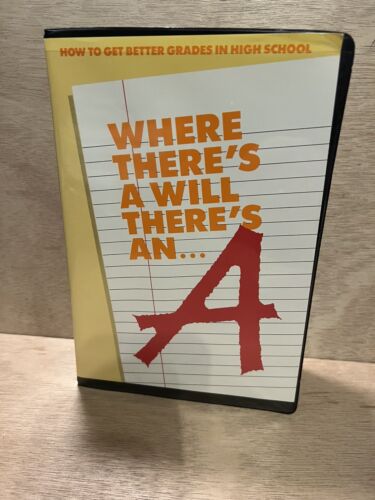 HOW TO GET BETTER GRADES IN HIGH SCHOOL
WHERE
THERE'S
A WILL
THERE'S
AN...
A